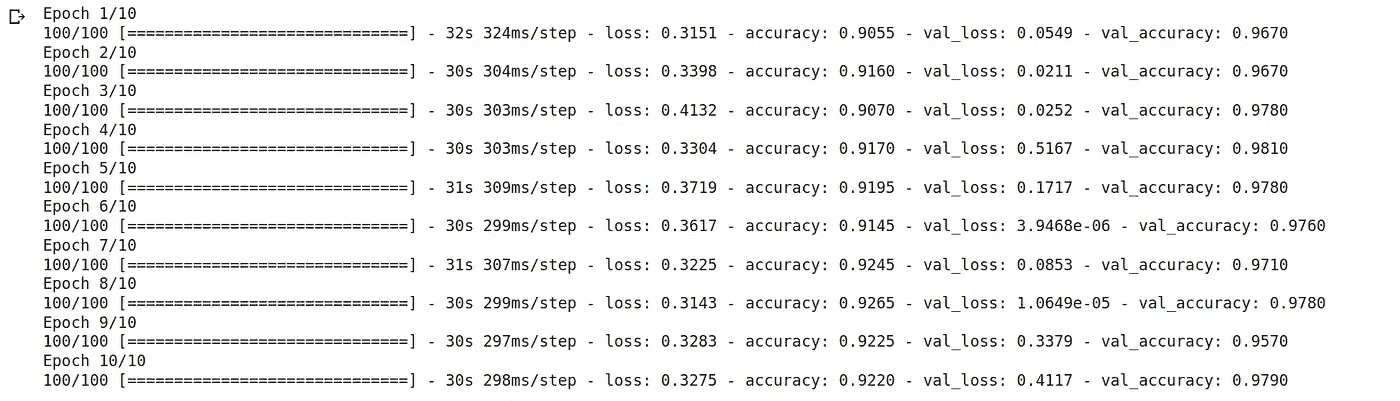 Epoch 1/10
100/100 [==============================] - 32s 324ms/step - loss: 0.3151 - accuracy: 0.9055 - val_loss: 0.0549 - val_accuracy: 0.9670
Epoch 2/10
100/100 [==============================] - 30s 304ms/step - loss: 0.3398 - accuracy: 0.9160 - val_loss: 0.0211 - val_accuracy: 0.9670
Epoch 3/10
100/100 [==============================] - 30s 303ms/step - loss: 0.4132 - accuracy: 0.9070 - val_loss: 0.0252 - val_accuracy: 0.9780
Epoch 4/10
100/100 [==============================] - 30s 303ms/step - loss: 0.3304 - accuracy: 0.9170 - val_loss: 0.5167 - val_accuracy: 0.9810
Epoch 5/10
100/100 [==============================] - 31s 309ms/step - loss: 0.3719 - accuracy: 0.9195 - val_loss: 0.1717 - val_accuracy: 0.9780
Epoch 6/10
100/100 [==============================] - 30s 299ms/step - loss: 0.3617 - accuracy: 0.9145 - val_loss: 3.9468e-06 - val_accuracy: 0.9760
Epoch 7/10
100/100 [==============================] - 31s 307ms/step - loss: 0.3225 - accuracy: 0.9245 - val_loss: 0.0853 - val_accuracy: 0.9710
Epoch 8/10
100/100 [==============================] - 30s 299ms/step - loss: 0.3143 - accuracy: 0.9265 - val_loss: 1.0649e-05 - val_accuracy: 0.9780
Epoch 9/10
100/100 [==============================] - 30s 297ms/step - loss: 0.3283 - accuracy: 0.9225 - val_loss: 0.3379 - val_accuracy: 0.9570
Epoch 10/10
100/100 [==============================] - 30s 298ms/step - loss: 0.3275 - accuracy: 0.9220 - val_loss: 0.4117 - val_accuracy: 0.9790